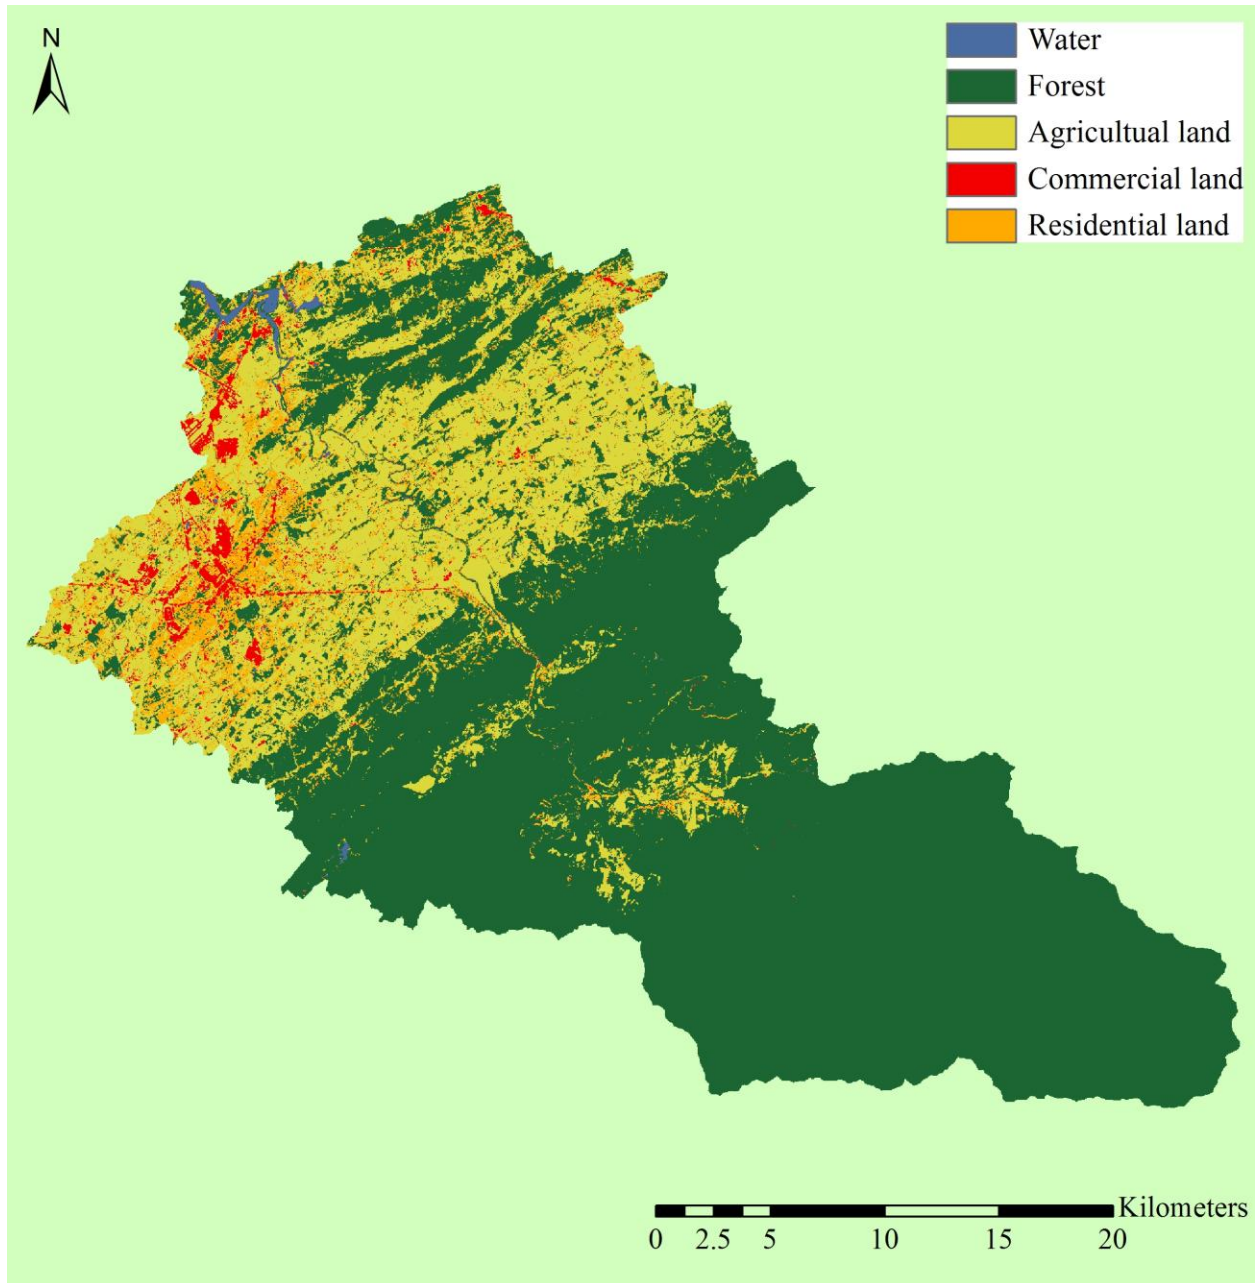 N
Water
Forest
Agricultual land
Commercial land
Residential land
Kilometers
0 2.5 5 10 15 20